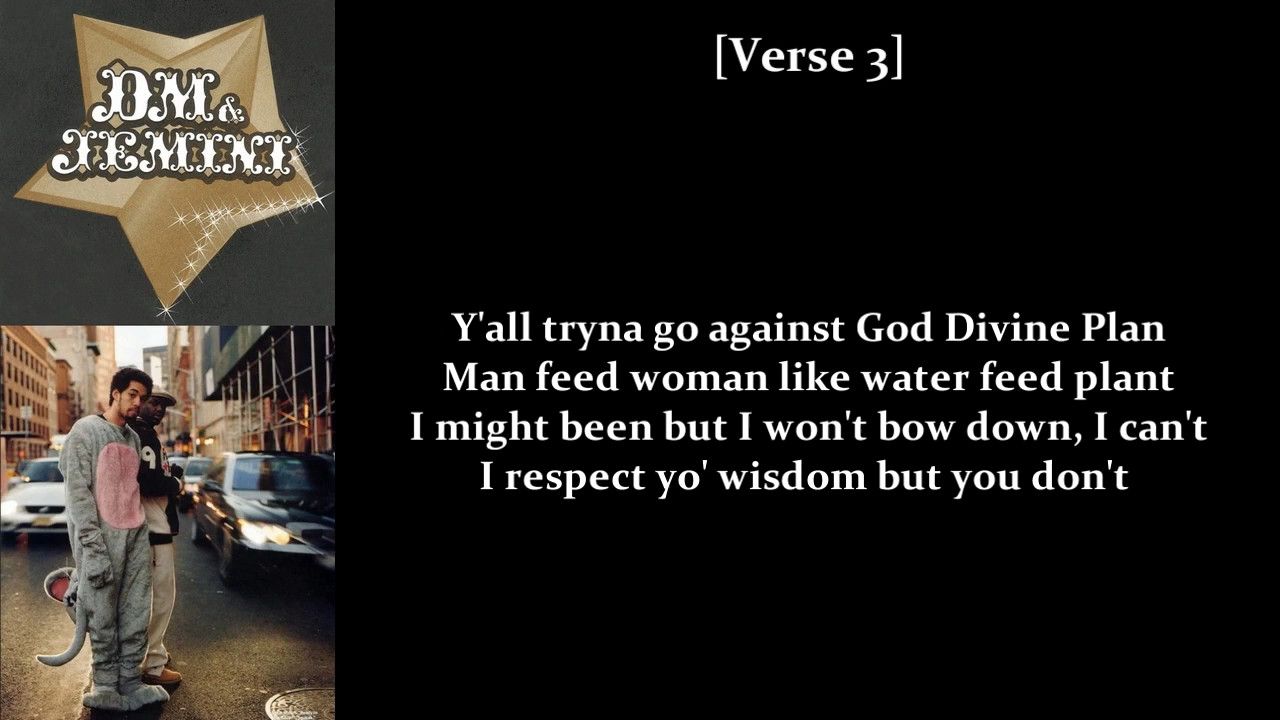 DM &
JEMINI
[Verse 3]
Y'all tryna go against God Divine Plan
Man feed woman like water feed plant
I might been but I won't bow down, I can't
I respect yo' wisdom but you don't
9